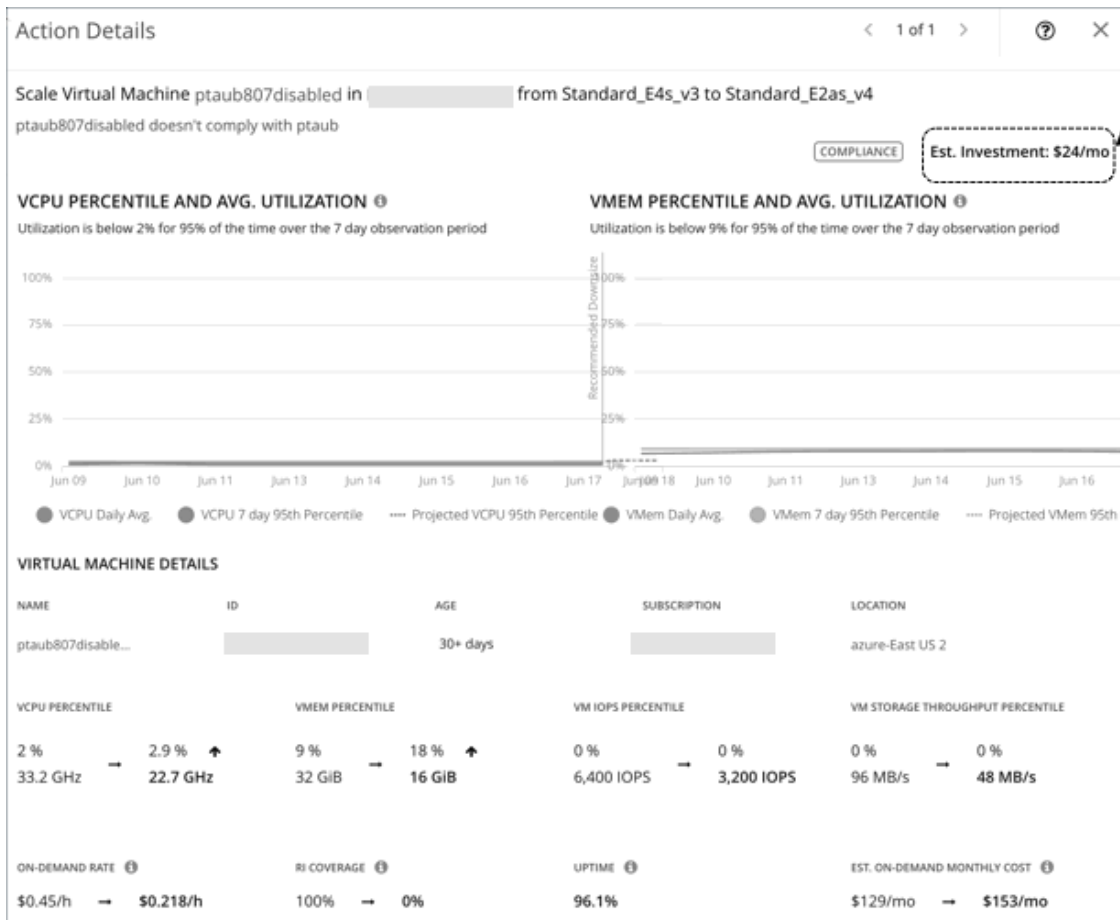 Action Details
1 of 1
Scale Virtual Machine ptaub807disabled in from Standard_E4s_v3 to Standard_E2as_v4
ptaub807disabled doesn't comply with ptaub
COMPLIANCE
Est. Investment: $24/mo
VCPU PERCENTILE AND AVG. UTILIZATION
Utilization is below 2% for 95% of the time over the 7 day observation period
100%
75%
50%
25%
0%
Jun 09 Jun 10 Jun 11 Jun 13 Jun 14 Jun 15 Jun 16 Jun 17 Jun 18
Recommended Downsize
VCPU Daily Avg. VCPU 7 day 95th Percentile Projected VCPU 95th Percentile
VMEM PERCENTILE AND AVG. UTILIZATION
Utilization is below 9% for 95% of the time over the 7 day observation period
100%
75%
50%
25%
0%
Jun 09 Jun 10 Jun 11 Jun 13 Jun 14 Jun 15 Jun 16
VMem Daily Avg. VMem 7 day 95th Percentile Projected VMem 95th
VIRTUAL MACHINE DETAILS
NAME ID AGE SUBSCRIPTION LOCATION
ptaub807disable... 30+ days azure-East US 2
VCPU PERCENTILE VMEM PERCENTILE VM IOPS PERCENTILE VM STORAGE THROUGHPUT PERCENTILE
2 % 2.9 % 9 % 18 % 0 % 0 % 0 % 0 %
33.2 GHz → 22.7 GHz 32 GiB → 16 GiB 6,400 IOPS → 3,200 IOPS 96 MB/s → 48 MB/s
ON-DEMAND RATE RI COVERAGE UPTIME EST. ON-DEMAND MONTHLY COST
$0.45/h → $0.218/h 100% → 0% 96.1% $129/mo → $153/mo